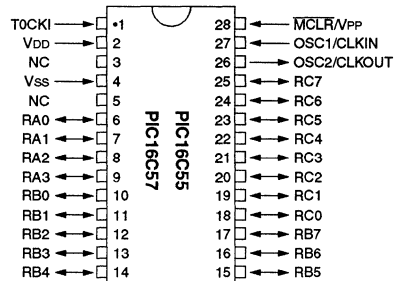 T0CKI •1 28 MCLR/VPP
VDD 2 27 OSC1/CLKIN
NC 3 26 OSC2/CLKOUT
VSS 4 25 RC7
NC 5 24 RC6
RA0 6 23 RC5
RA1 7 22 RC4
RA2 8 21 RC3
RA3 9 20 RC2
RB0 10 19 RC1
RB1 11 18 RC0
RB2 12 17 RB7
RB3 13 16 RB6
RB4 14 15 RB5
PIC16C55
PIC16C57